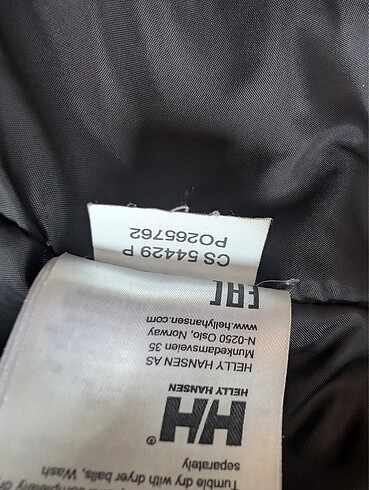 Tumble dry with dryer balls, Wash
separately
HH®
HELLY HANSEN
HELLY HANSEN AS
Munkedamsveien 35
N-0250 Oslo, Norway
www.hellyhansen.com
EAC
CS 54429 P
PO265762